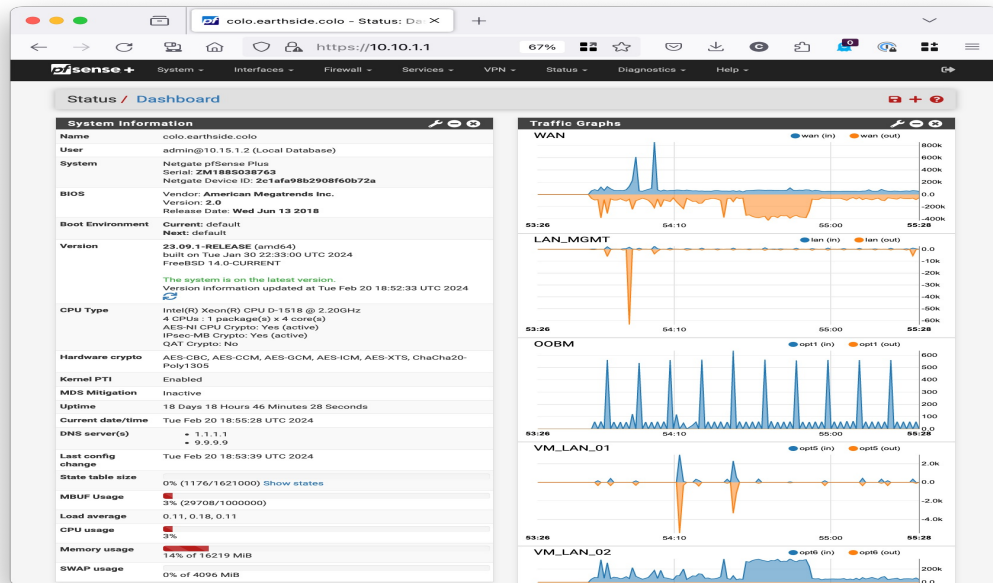 colo.earthside.colo - Status: Da
https://10.10.1.1
67%
0
pfsense +
System
Interfaces
Firewall
Services
VPN
Status
Diagnostics
Help
Status / Dashboard
System Information
Name colo.earthside.colo
User admin@10.15.1.2 (Local Database)
System Netgate pfSense Plus
Serial: ZM188S038763
Netgate Device ID: 2c1afa98b2908f60b72a
BIOS Vendor: American Megatrends Inc.
Version: 2.0
Release Date: Wed Jun 13 2018
Boot Environment Current: default
Next: default
Version 23.09.1-RELEASE (amd64)
built on Tue Jan 30 22:33:00 UTC 2024
FreeBSD 14.0-CURRENT
The system is on the latest version.
Version information updated at Tue Feb 20 18:52:33 UTC 2024
CPU Type Intel(R) Xeon(R) CPU D-1518 @ 2.20GHz
4 CPUs : 1 package(s) x 4 core(s)
AES-NI CPU Crypto: Yes (active)
IPsec-MB Crypto: Yes (active)
QAT Crypto: No
Hardware crypto AES-CBC, AES-CCM, AES-GCM, AES-ICM, AES-XTS, ChaCha20-
Poly1305
Kernel PTI Enabled
MDS Mitigation Inactive
Uptime 18 Days 18 Hours 46 Minutes 28 Seconds
Current date/time Tue Feb 20 18:55:28 UTC 2024
DNS server(s) 1.1.1.1
9.9.9.9
Last config change Tue Feb 20 18:53:39 UTC 2024
State table size 0% (1176/1621000) Show states
MBUF Usage 3% (29708/1000000)
Load average 0.11, 0.18, 0.11
CPU usage 3%
Memory usage 14% of 16219 MiB
SWAP usage 0% of 4096 MiB
Traffic Graphs
WAN wan (in) wan (out)
800k
600k
400k
200k
0.0
-200k
-400k
53:26 54:10 55:00 55:28
LAN_MGMT lan (in) lan (out)
0.0
-10k
-20k
-30k
-40k
-50k
-60k
53:26 54:10 55:00 55:28
OOBM opt1 (in) opt1 (out)
600
500
400
300
200
100
0.0
53:26 54:10 55:00 55:28
VM_LAN_01 opt5 (in) opt5 (out)
2.0k
0.0
-2.0k
-4.0k
53:26 54:10 55:00 55:28
VM_LAN_02 opt6 (in) opt6 (out)
200k